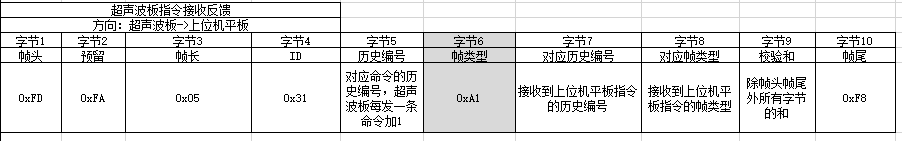 超声波板指令接收反馈
方向：超声波板->上位机平板
字节1 字节2 字节3 字节4 字节5 字节6 字节7 字节8 字节9 字节10
帧头 预留 帧长 ID 历史编号 帧类型 对应历史编号 对应帧类型 校验和 帧尾
0xFD 0xFA 0x05 0x31 对应命令的历史编号，超声波板每发一条命令加1 0xA1 接收到上位机平板指令的历史编号 接收到上位机平板指令的帧类型 除帧头帧尾外所有字节的和 0xF8